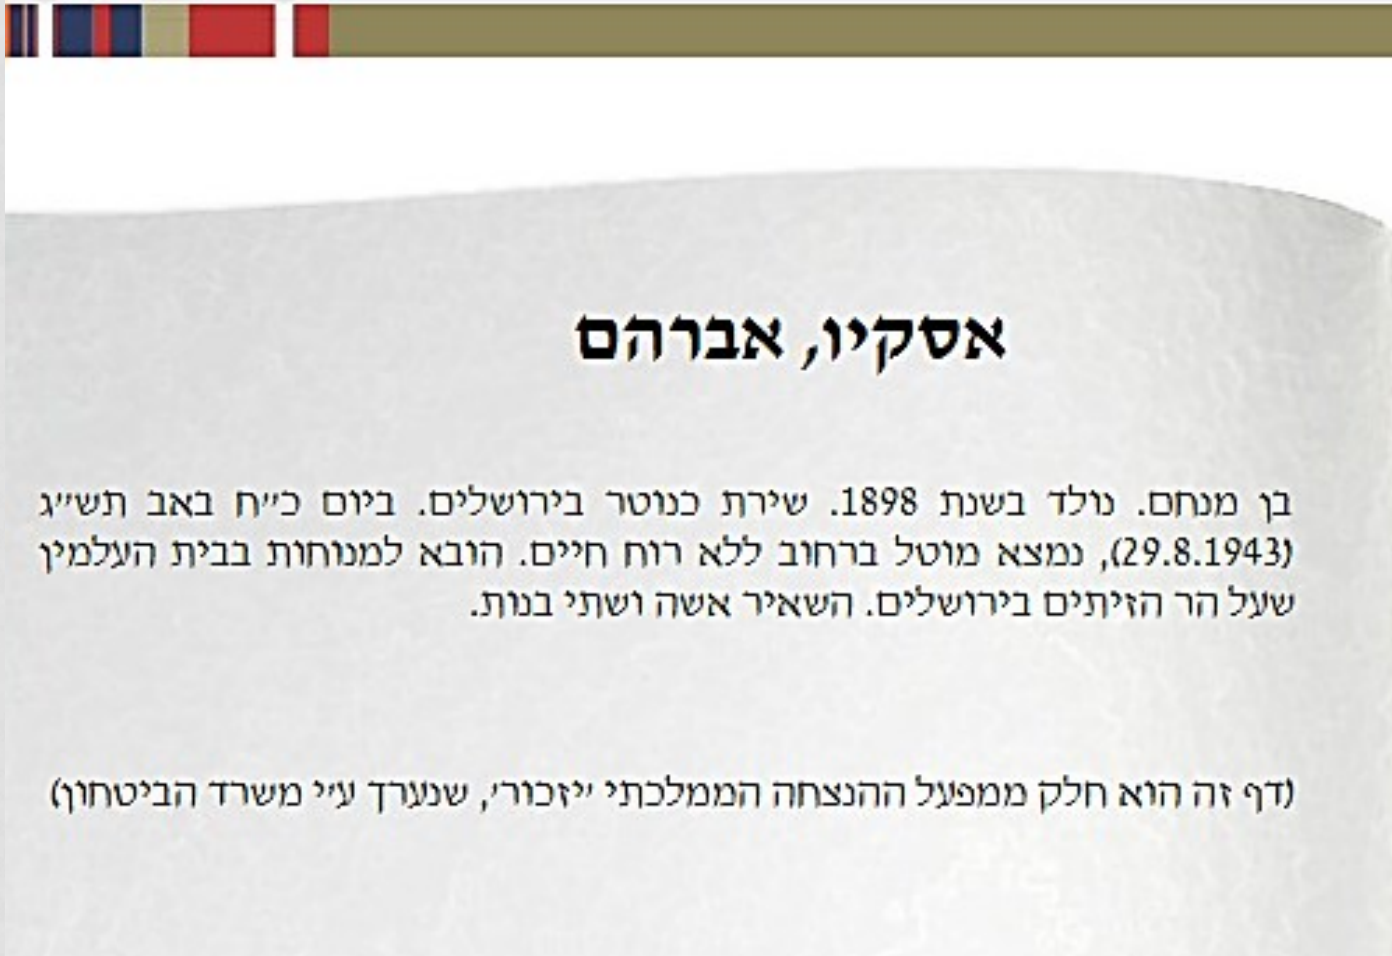 אסקיו, אברהם
בן מנחם. נולד בשנת 1898. שירת כנוטר בירושלים. ביום כ״ח באב תש״ג
(29.8.1943), נמצא מוטל ברחוב ללא רוח חיים. הובא למנוחות בבית העלמין
שעל הר הזיתים בירושלים. השאיר אשה ושתי בנות.
(דף זה הוא חלק ממפעל ההנצחה הממלכתי ״יזכור״, שנערך ע״י משרד הביטחון)